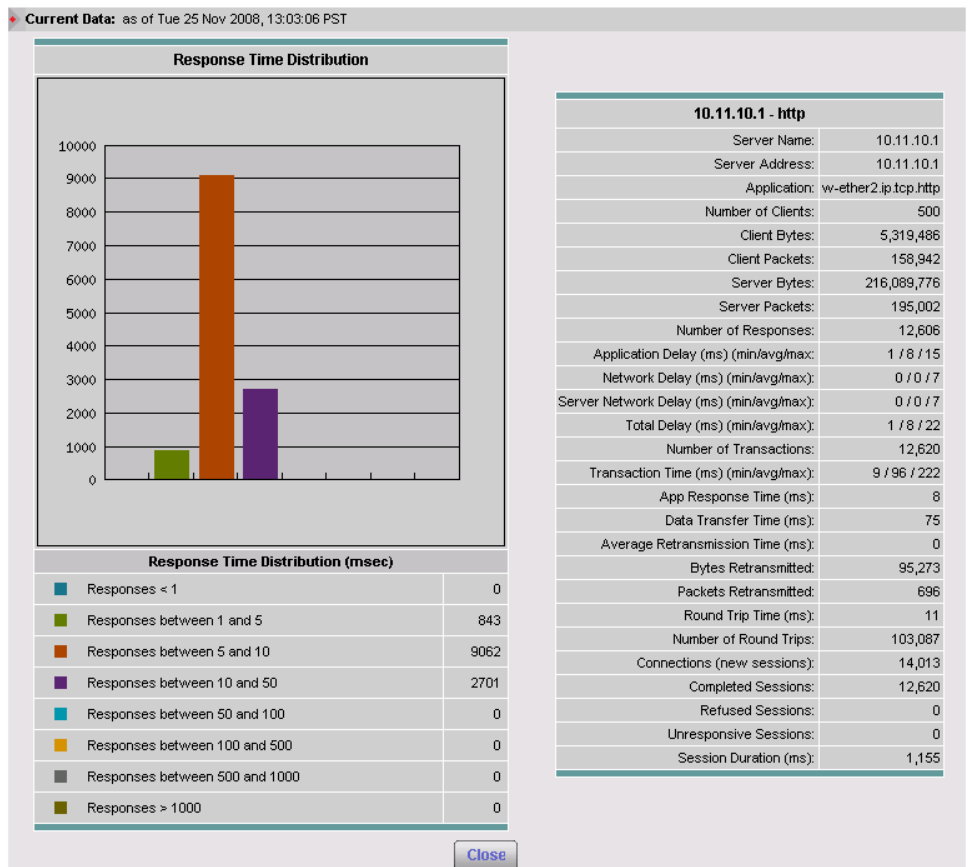 Current Data: as of Tue 25 Nov 2008, 13:03:06 PST
Response Time Distribution
10000
9000
8000
7000
6000
5000
4000
3000
2000
1000
0
Response Time Distribution (msec)
Responses < 1 0
Responses between 1 and 5 843
Responses between 5 and 10 9062
Responses between 10 and 50 2701
Responses between 50 and 100 0
Responses between 100 and 500 0
Responses between 500 and 1000 0
Responses > 1000 0
10.11.10.1 - http
Server Name: 10.11.10.1
Server Address: 10.11.10.1
Application: w-ether2.ip.tcp.http
Number of Clients: 500
Client Bytes: 5,319,486
Client Packets: 158,942
Server Bytes: 216,089,776
Server Packets: 195,002
Number of Responses: 12,606
Application Delay (ms) (min/avg/max: 1 / 8 / 15
Network Delay (ms) (min/avg/max): 0 / 0 / 7
Server Network Delay (ms) (min/avg/max): 0 / 0 / 7
Total Delay (ms) (min/avg/max): 1 / 8 / 22
Number of Transactions: 12,620
Transaction Time (ms) (min/avg/max): 9 / 96 / 222
App Response Time (ms): 8
Data Transfer Time (ms): 75
Average Retransmission Time (ms): 0
Bytes Retransmitted: 95,273
Packets Retransmitted: 696
Round Trip Time (ms): 11
Number of Round Trips: 103,087
Connections (new sessions): 14,013
Completed Sessions: 12,620
Refused Sessions: 0
Unresponsive Sessions: 0
Session Duration (ms): 1,155
Close